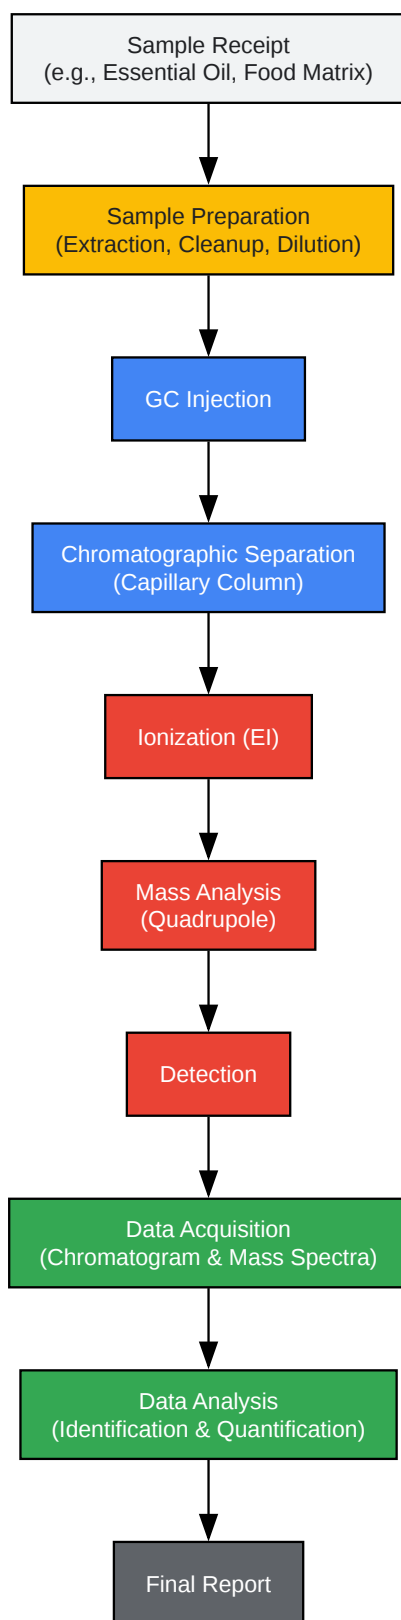 Sample Receipt
(e.g., Essential Oil, Food Matrix)
Sample Preparation
(Extraction, Cleanup, Dilution)
GC Injection
Chromatographic Separation
(Capillary Column)
Ionization (EI)
Mass Analysis
(Quadrupole)
Detection
Data Acquisition
(Chromatogram & Mass Spectra)
Data Analysis
(Identification & Quantification)
Final Report